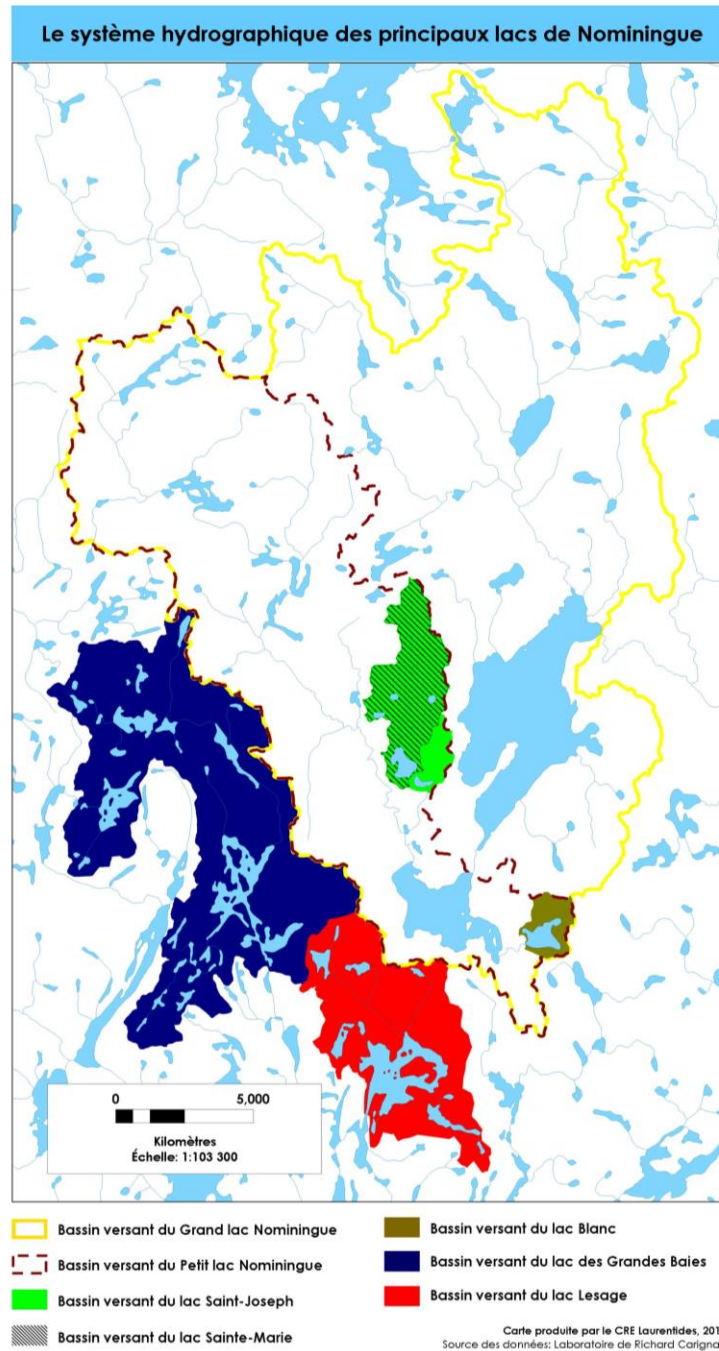 Le système hydrographique des principaux lacs de Nominingue
0 5,000
Kilomètres
Échelle: 1:103 300
Bassin versant du Grand lac Nominingue
Bassin versant du Petit lac Nominingue
Bassin versant du lac Saint-Joseph
Bassin versant du lac Sainte-Marie
Bassin versant du lac Blanc
Bassin versant du lac des Grandes Baies
Bassin versant du lac Lesage
Carte produite par le CRE Laurentides, 201
Source des données: Laboratoire de Richard Carigna